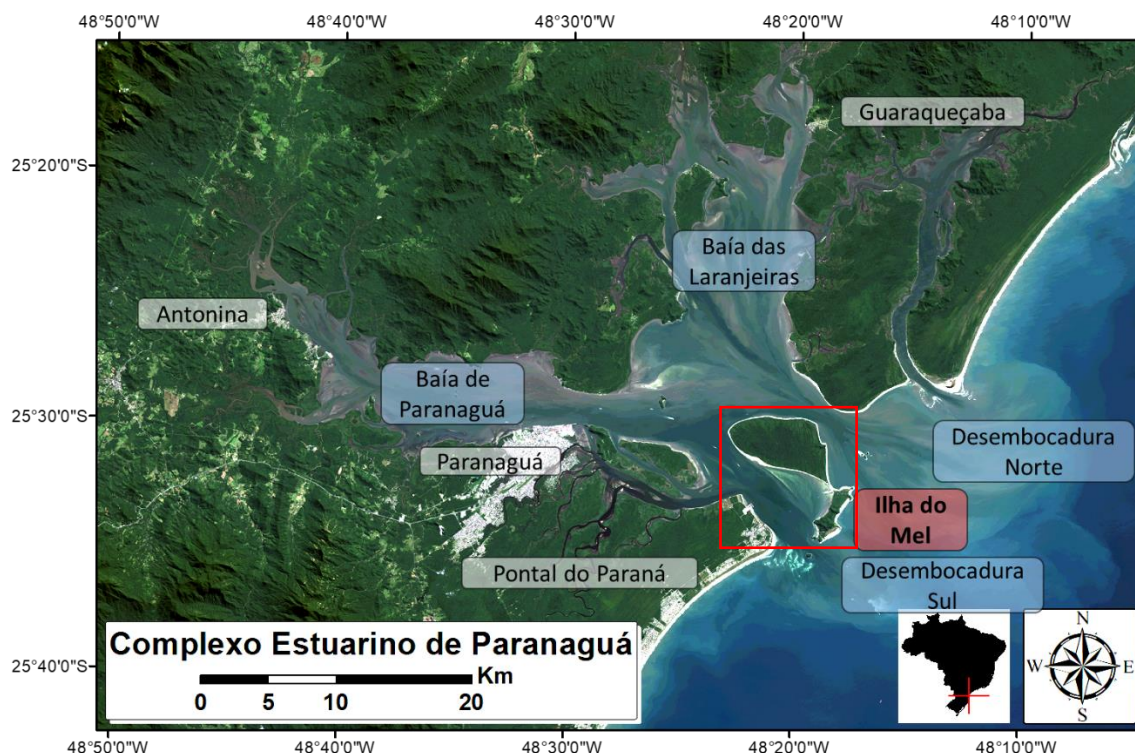 48°50'0"W 48°40'0"W 48°30'0"W 48°20'0"W 48°10'0"W
Guaraqueçaba
25°20'0"S
Baía das
Laranjeiras
Antonina
Baía de
Paranaguá
25°30'0"S
Desembocadura
Norte
Paranaguá
Ilha do
Mel
Pontal do Paraná
Desembocadura
Sul
Complexo Estuarino de Paranaguá
Km
0 5 10 20
N
W E
S
25°40'0"S
48°50'0"W 48°40'0"W 48°30'0"W 48°20'0"W 48°10'0"W